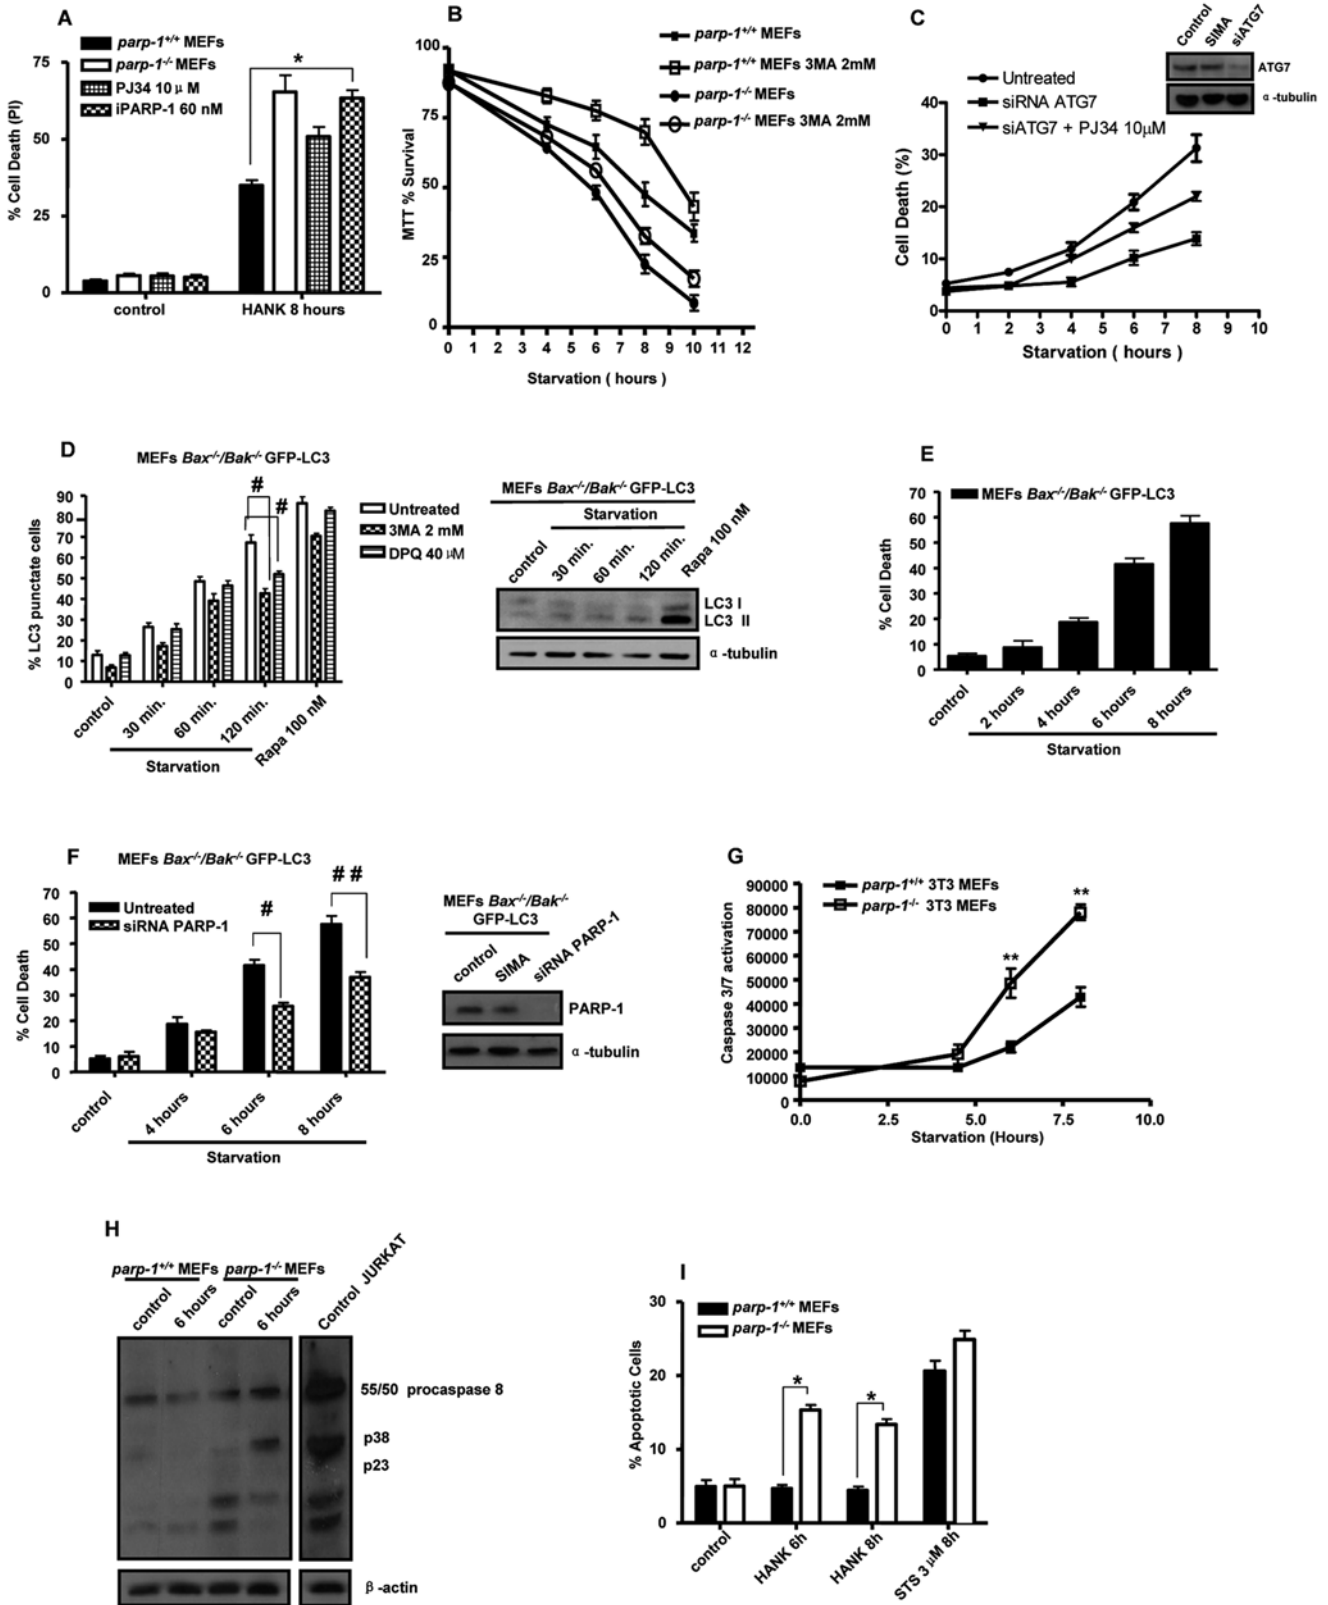 A
parp-1+/+ MEFs
parp-1-/- MEFs
PJ34 10 μ M
iPARP-1 60 nM
*
% Cell Death (PI)
75
50
25
0
control
HANK 8 hours
B
parp-1+/+ MEFs
parp-1+/+ MEFs 3MA 2mM
parp-1-/- MEFs
parp-1-/- MEFs 3MA 2mM
MTT % Survival
100
75
50
25
0
0 1 2 3 4 5 6 7 8 9 10 11 12
Starvation ( hours )
C
Control
SIMA
siATG7
ATG7
α-tubulin
Untreated
siRNA ATG7
siATG7 + PJ34 10μM
Cell Death (%)
40
30
20
10
0
0 1 2 3 4 5 6 7 8 9 10
Starvation ( hours )
D
MEFs Bax-/-/Bak-/- GFP-LC3
# #
Untreated
3MA 2 mM
DPQ 40 μM
% LC3 punctate cells
90
80
70
60
50
40
30
20
10
0
control
30 min.
60 min.
120 min.
Rapa 100 nM
Starvation
MEFs Bax-/-/Bak-/- GFP-LC3
Starvation
control
30 min.
60 min.
120 min.
Rapa 100 nM
LC3 I
LC3 II
α -tubulin
E
MEFs Bax-/-/Bak-/- GFP-LC3
% Cell Death
70
60
50
40
30
20
10
0
control
2 hours
4 hours
6 hours
8 hours
Starvation
F
MEFs Bax-/-/Bak-/- GFP-LC3
# # #
Untreated
siRNA PARP-1
% Cell Death
70
60
50
40
30
20
10
0
control
4 hours
6 hours
8 hours
Starvation
MEFs Bax-/-/Bak-/-
GFP-LC3
control
SIMA
siRNA PARP-1
PARP-1
α -tubulin
G
parp-1+/+ 3T3 MEFs
parp-1-/- 3T3 MEFs
**
**
Caspase 3/7 activation
90000
80000
70000
60000
50000
40000
30000
20000
10000
0
0.0 2.5 5.0 7.5 10.0
Starvation (Hours)
H
parp-1+/+ MEFs parp-1-/- MEFs
control
6 hours
control
6 hours
Control JURKAT
55/50 procaspase 8
p38
p23
β -actin
I
parp-1+/+ MEFs
parp-1-/- MEFs
* *
% Apoptotic Cells
30
20
10
0
control
HANK 6h
HANK 8h
STS 3 μM 8h